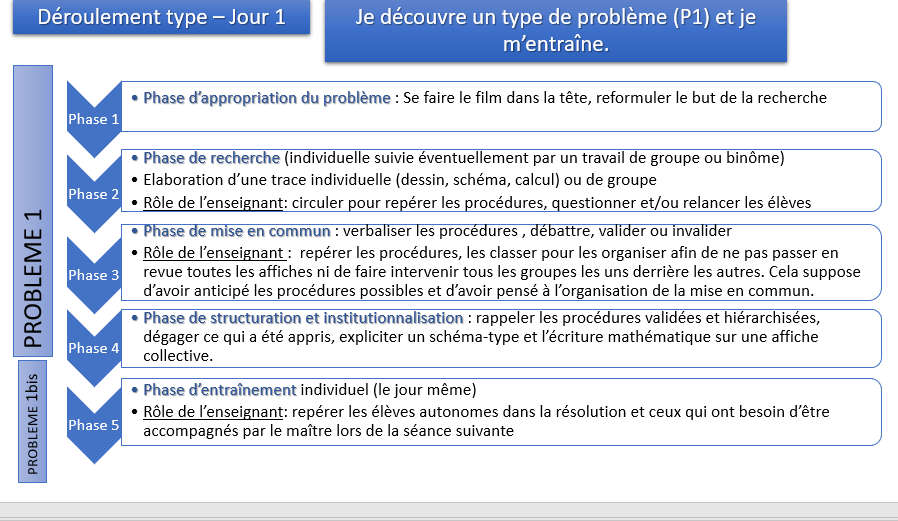 Déroulement type – Jour 1
Je découvre un type de problème (P1) et je
m'entraîne.
PROBLEME 1
Phase 1
• Phase d'appropriation du problème : Se faire le film dans la tête, reformuler le but de la recherche
Phase 2
• Phase de recherche (individuelle suivie éventuellement par un travail de groupe ou binôme)
• Elaboration d'une trace individuelle (dessin, schéma, calcul) ou de groupe
• Rôle de l'enseignant: circuler pour repérer les procédures, questionner et/ou relancer les élèves
Phase 3
• Phase de mise en commun : verbaliser les procédures , débattre, valider ou invalider
• Rôle de l'enseignant : repérer les procédures, les classer pour les organiser afin de ne pas passer en
revue toutes les affiches ni de faire intervenir tous les groupes les uns derrière les autres. Cela suppose
d'avoir anticipé les procédures possibles et d'avoir pensé à l'organisation de la mise en commun.
Phase 4
• Phase de structuration et institutionnalisation : rappeler les procédures validées et hiérarchisées,
dégager ce qui a été appris, expliciter un schéma-type et l'écriture mathématique sur une affiche
collective.
PROBLEME 1bis
Phase 5
• Phase d'entraînement individuel (le jour même)
• Rôle de l'enseignant: repérer les élèves autonomes dans la résolution et ceux qui ont besoin d'être
accompagnés par le maître lors de la séance suivante